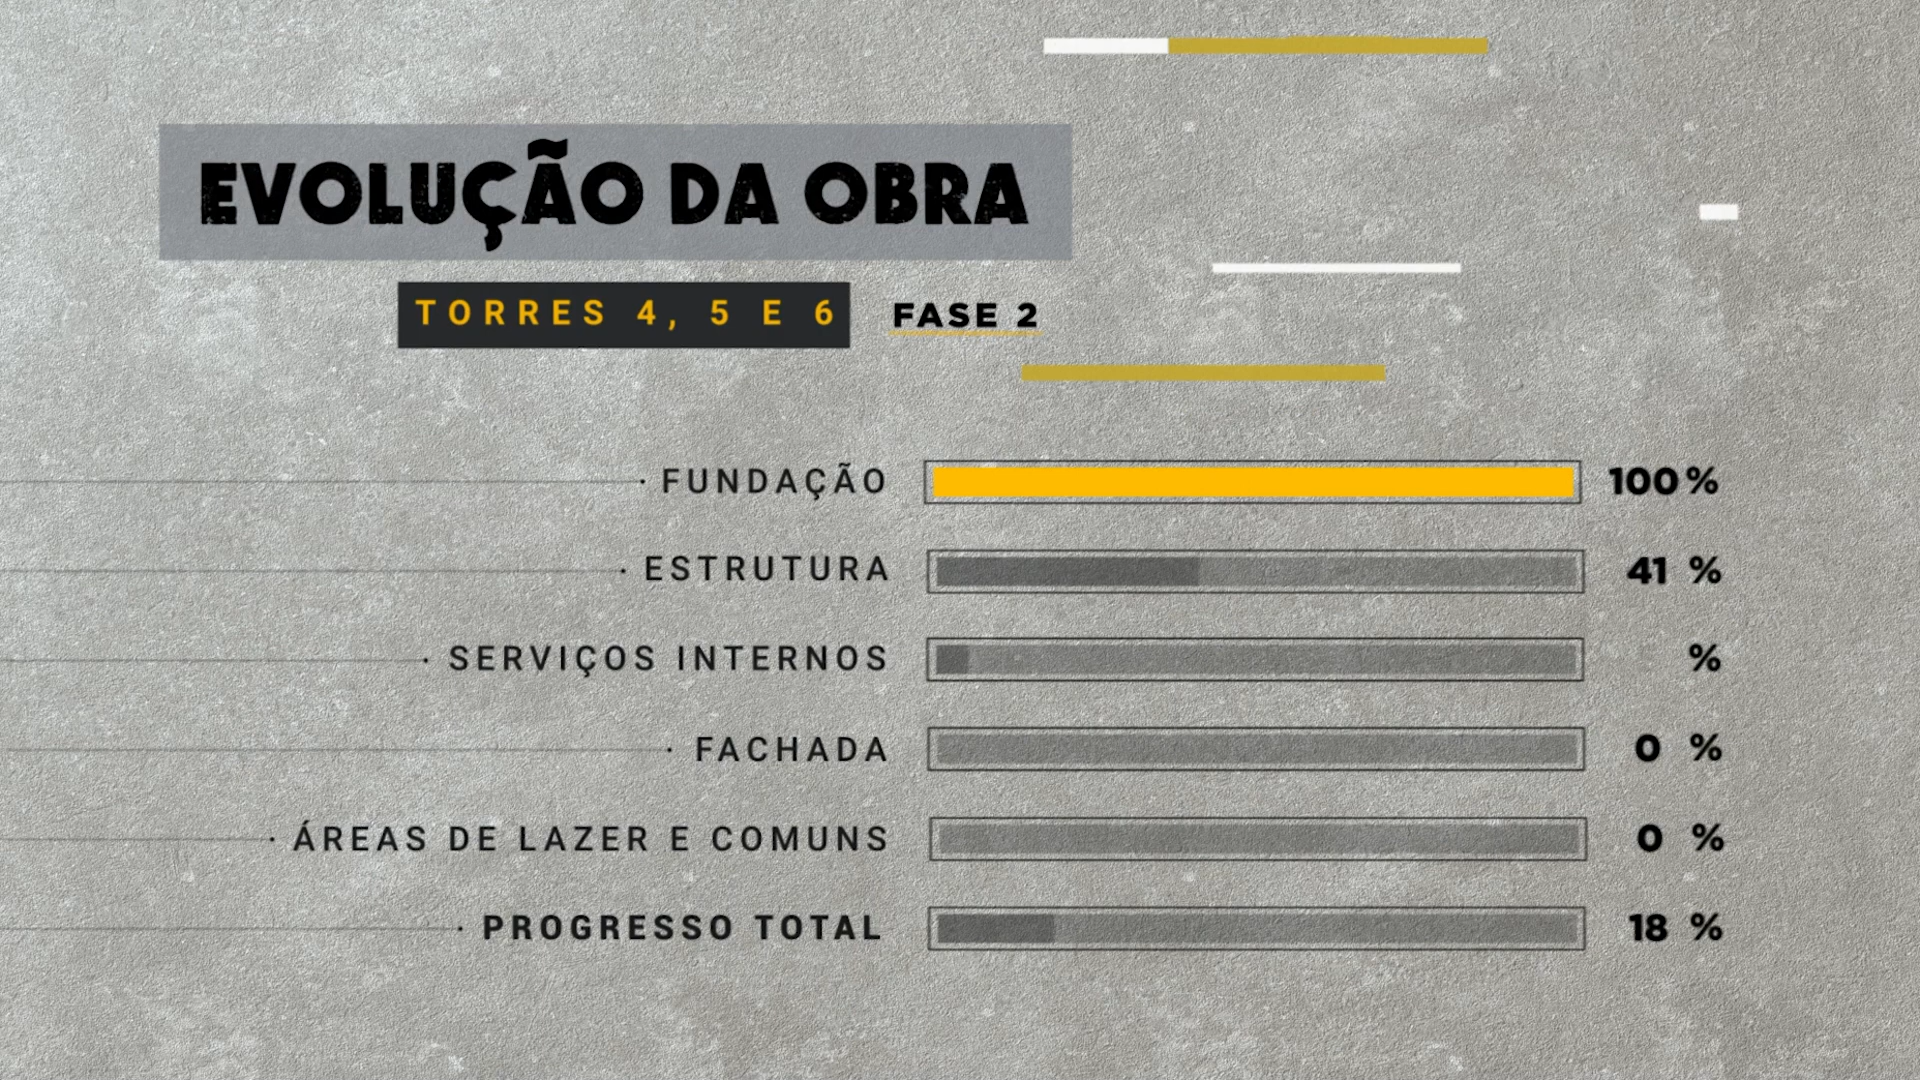 EVOLUÇÃO DA OBRA
TORRES 4, 5 E 6 FASE 2
FUNDAÇÃO 100%
ESTRUTURA 41 %
SERVIÇOS INTERNOS %
FACHADA 0 %
ÁREAS DE LAZER E COMUNS 0 %
PROGRESSO TOTAL 18 %